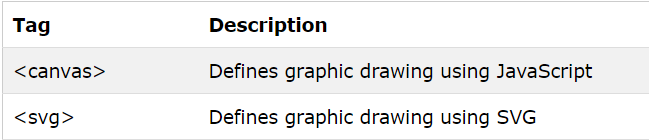 Tag Description
<canvas> Defines graphic drawing using JavaScript
<svg> Defines graphic drawing using SVG